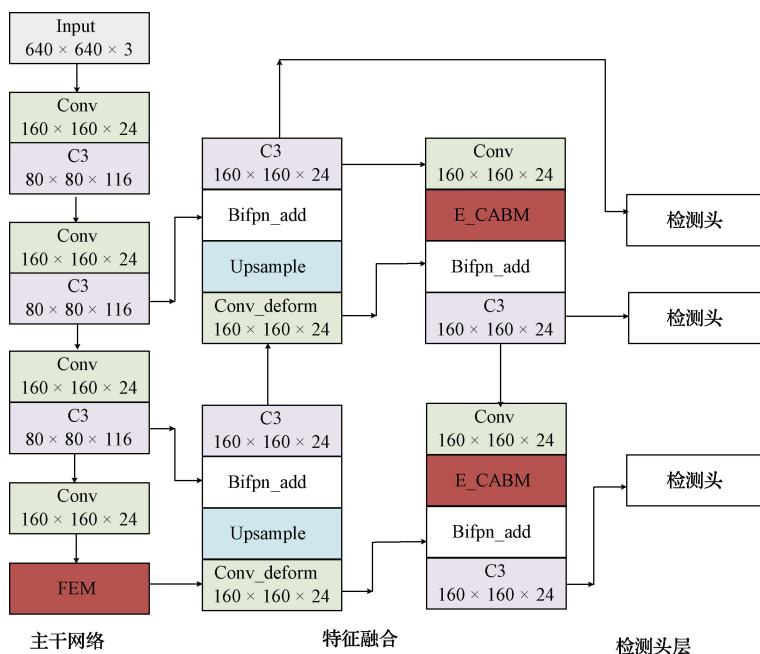 Input
640 × 640 × 3
Conv
160 × 160 × 24
C3
80 × 80 × 116
Conv
160 × 160 × 24
C3
80 × 80 × 116
Conv
160 × 160 × 24
C3
80 × 80 × 116
Conv
160 × 160 × 24
FEM
主干网络
C3
160 × 160 × 24
Bifpn_add
Upsample
Conv_deform
160 × 160 × 24
C3
160 × 160 × 24
Bifpn_add
Upsample
Conv_deform
160 × 160 × 24
特征融合
Conv
160 × 160 × 24
E_CABM
Bifpn_add
C3
160 × 160 × 24
Conv
160 × 160 × 24
E_CABM
Bifpn_add
C3
160 × 160 × 24
检测头
检测头
检测头
检测头层